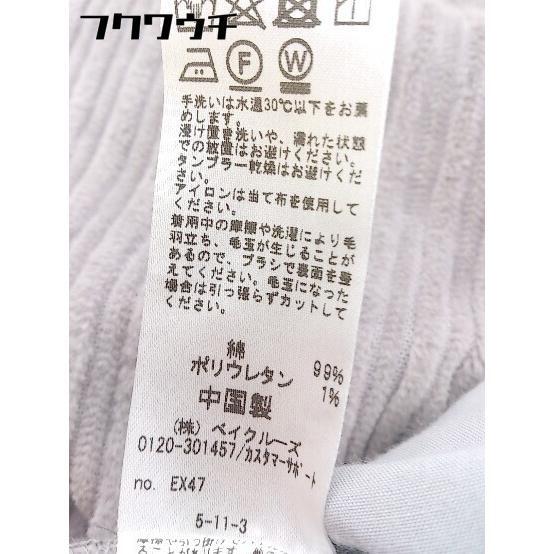 フクワウチ
F
W
手洗いは水温30℃以下をお薦
めします。
浸け置き洗いや、濡れた状態
での放置はお避けください。
タンブラー乾燥はお避けくだ
さい。
アイロンは当て布を使用して
ください。
着用中の摩擦や洗濯により毛
羽立ち、毛玉が生じることが
あるので、ブラシで表面を整
えてください。毛玉になった
場合は引っ張らずカットして
ください。
綿 99%
ポリウレタン 1%
中国製
(株) ベイクルーズ
0120-301457/カスタマーサポート
no. EX47
5-11-3